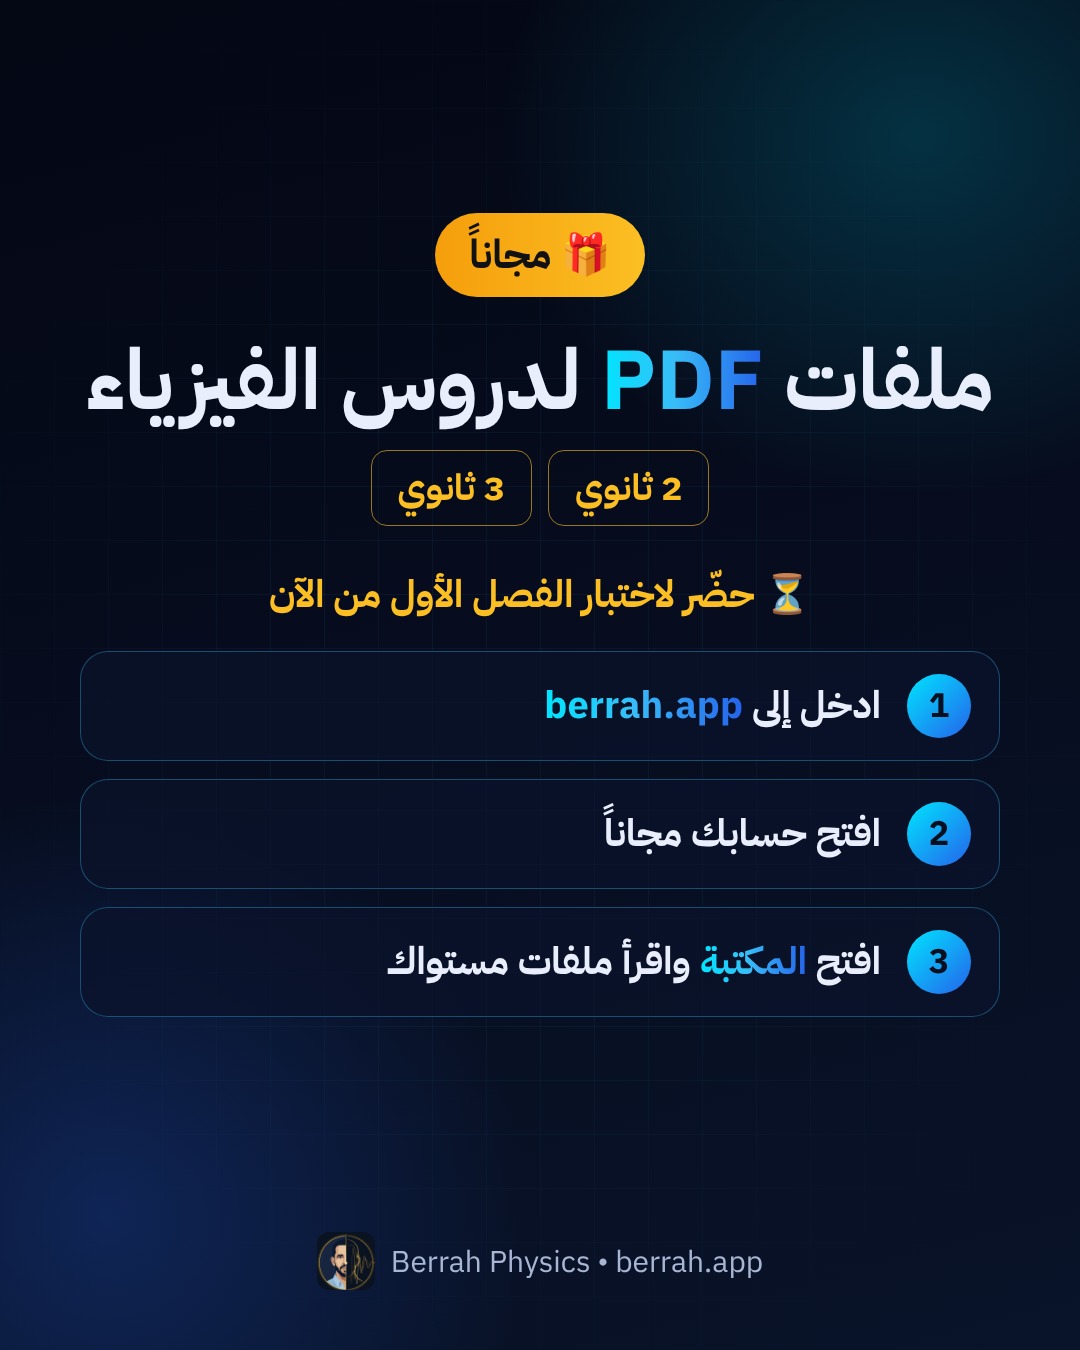 🎁 مجاناً
ملفات PDF لدروس الفيزياء
2 ثانوي
3 ثانوي
⏳ حضّر لاختبار الفصل الأول من الآن
1 ادخل إلى berrah.app
2 افتح حسابك مجاناً
3 افتح المكتبة واقرأ ملفات مستواك
Berrah Physics • berrah.app